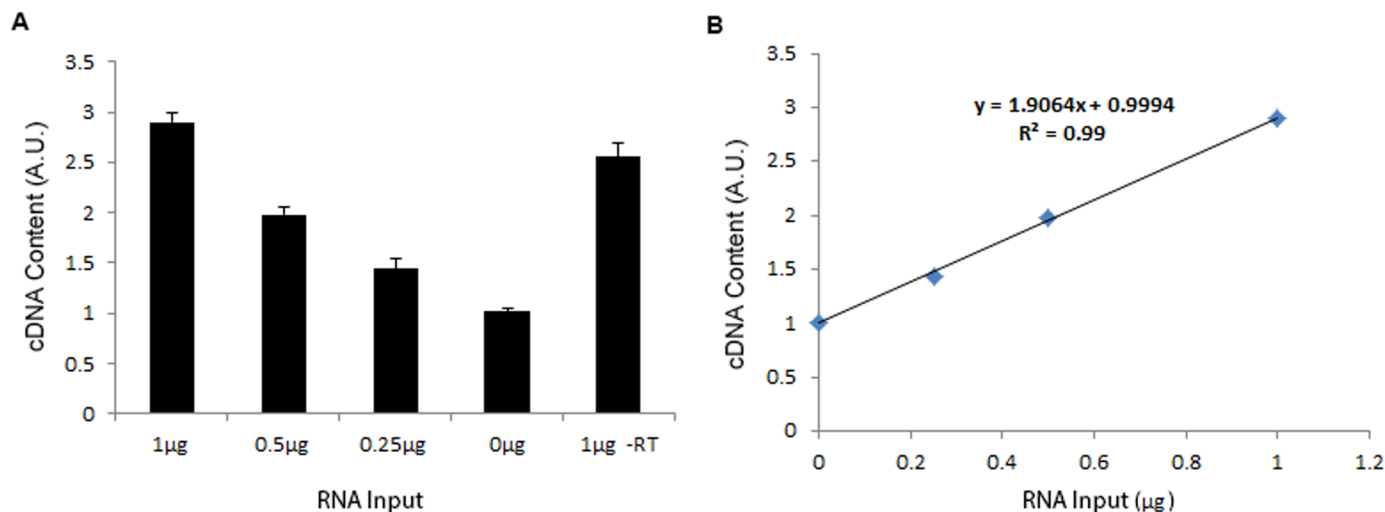 A
3.5
3
2.5
2
1.5
1
0.5
0
cDNA Content (A.U.)
1µg
0.5µg
0.25µg
0µg
1µg -RT
RNA Input
B
3.5
3
2.5
2
1.5
1
0.5
0
cDNA Content (A.U.)
y = 1.9064x + 0.9994
R² = 0.99
0
0.2
0.4
0.6
0.8
1
1.2
RNA Input (µg)